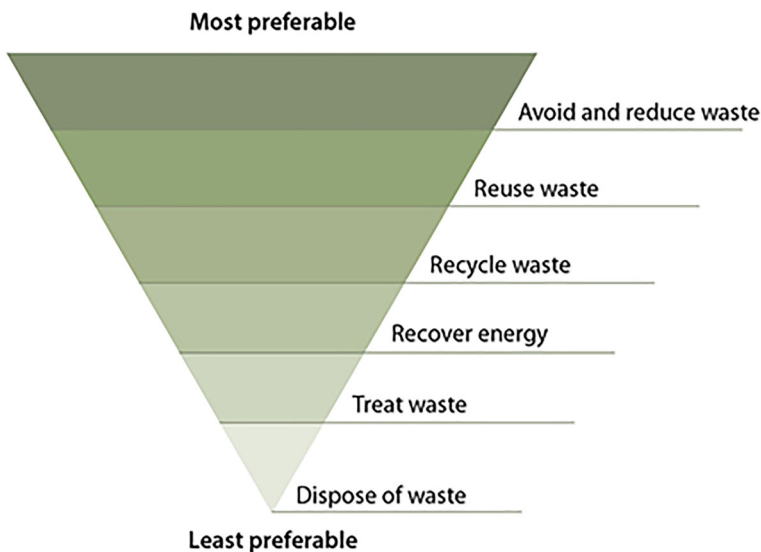 Most preferable
Avoid and reduce waste
Reuse waste
Recycle waste
Recover energy
Treat waste
Dispose of waste
Least preferable